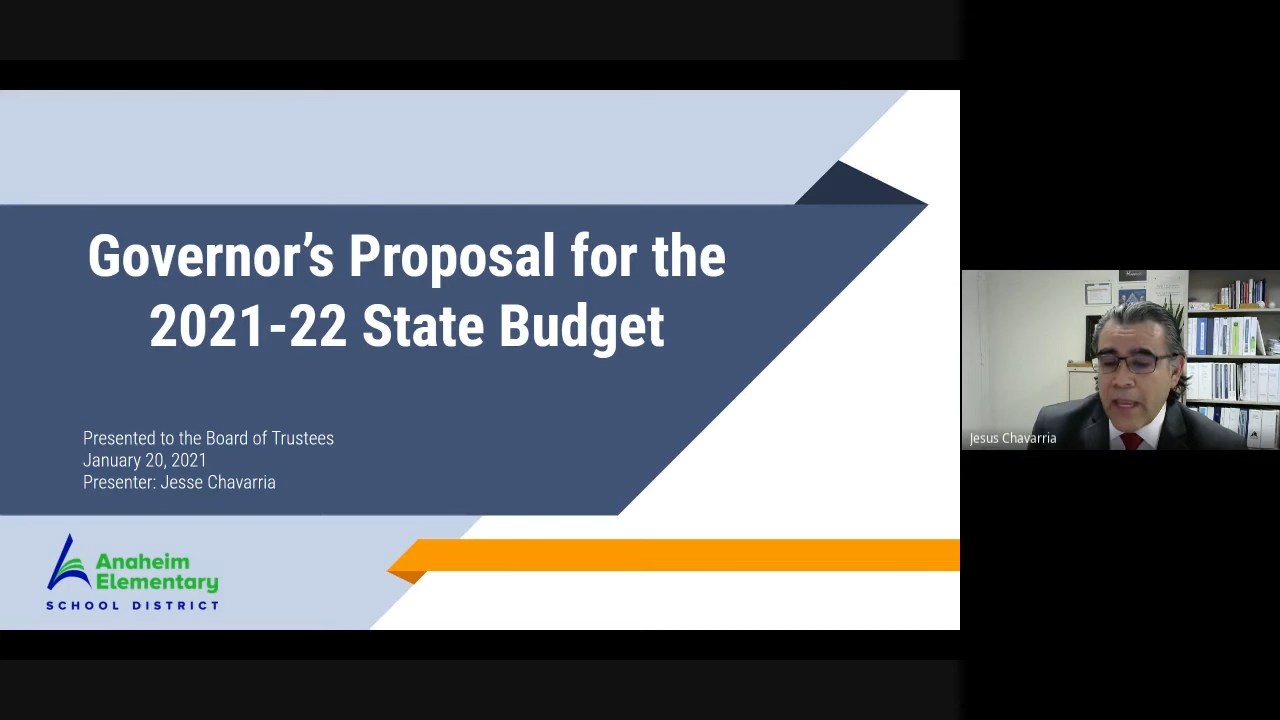 Governor’s Proposal for the
2021-22 State Budget
Presented to the Board of Trustees
January 20, 2021
Presenter: Jesse Chavarria
Anaheim
Elementary
SCHOOL DISTRICT
Jesus Chavarria